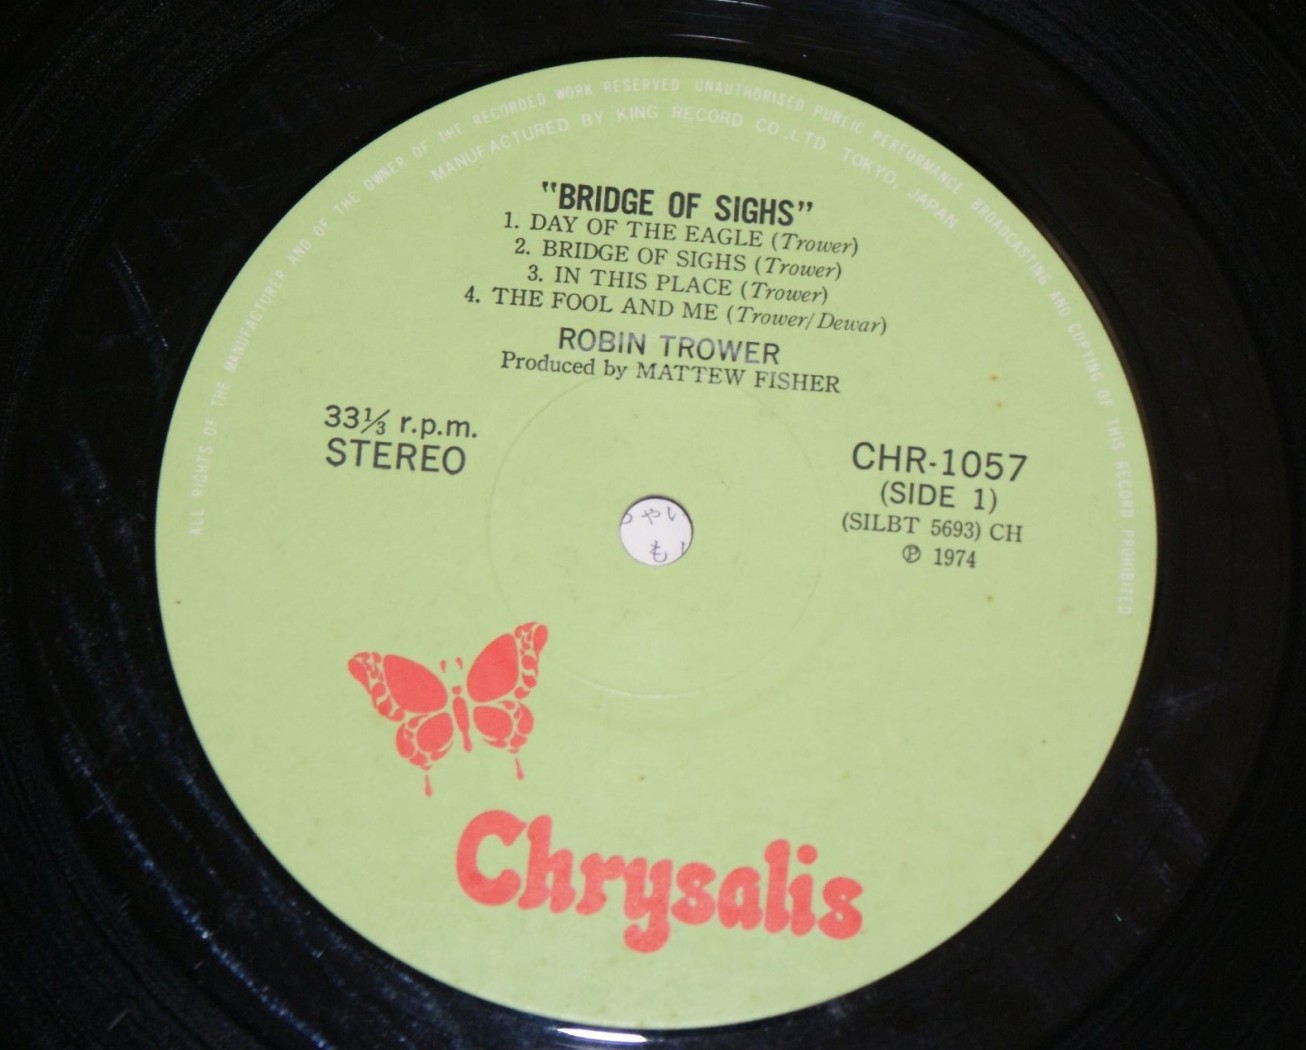 ALL RIGHTS OF THE MANUFACTURER AND OF THE OWNER OF THE RECORDED WORK RESERVED UNAUTHORISED PUBLIC PERFORMANCE, BROADCASTING AND COPYING OF THIS RECORD PROHIBITED
MANUFACTURED BY KING RECORD CO., LTD TOKYO, JAPAN
"BRIDGE OF SIGHS"
1. DAY OF THE EAGLE (Trower)
2. BRIDGE OF SIGHS (Trower)
3. IN THIS PLACE (Trower)
4. THE FOOL AND ME (Trower/Dewar)
ROBIN TROWER
Produced by MATTEW FISHER
33⅓ r.p.m.
STEREO
CHR-1057
(SIDE 1)
(SILBT 5693) CH
℗ 1974
Chrysalis